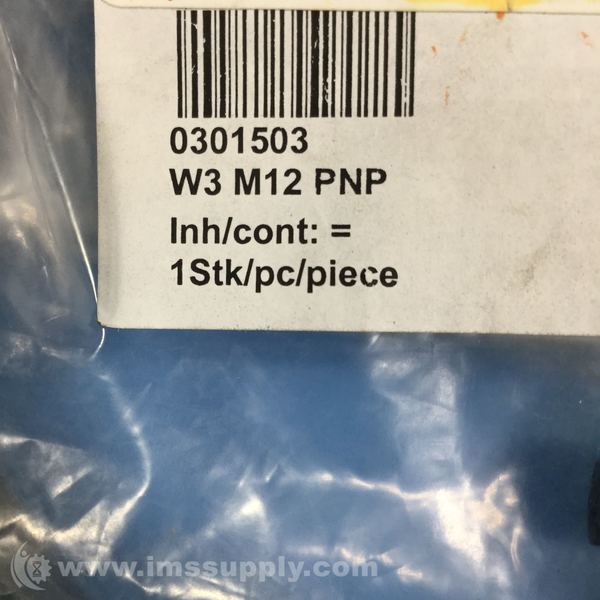 0301503
W3 M12 PNP
Inh/cont: =
1Stk/pc/piece
www.imssupply.com